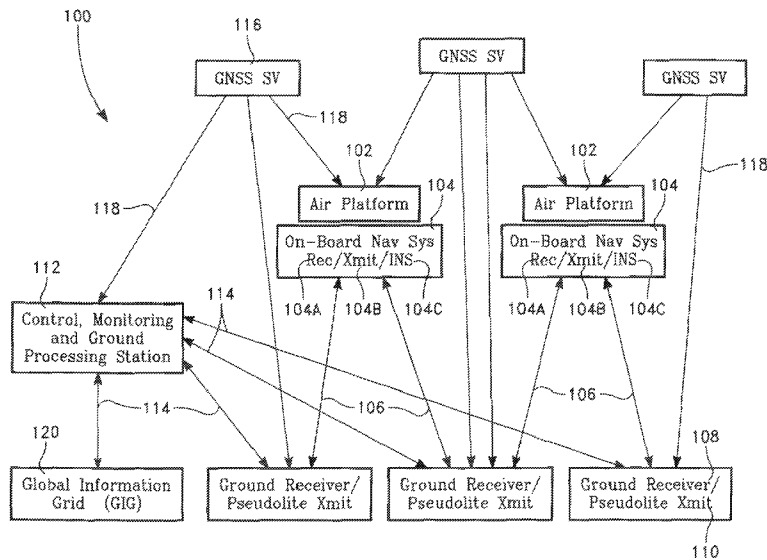 100
116
GNSS SV
GNSS SV
GNSS SV
118
102
102
118
104
104
Air Platform
Air Platform
118
On-Board Nav Sys
Rec/Xmit/INS
On-Board Nav Sys
Rec/Xmit/INS
112
104A
104B
104C
104A
104B
104C
114
Control, Monitoring
and Ground
Processing Station
114
106
106
120
108
Global Information
Grid (GIG)
Ground Receiver/
Pseudolite Xmit
Ground Receiver/
Pseudolite Xmit
Ground Receiver/
Pseudolite Xmit
110